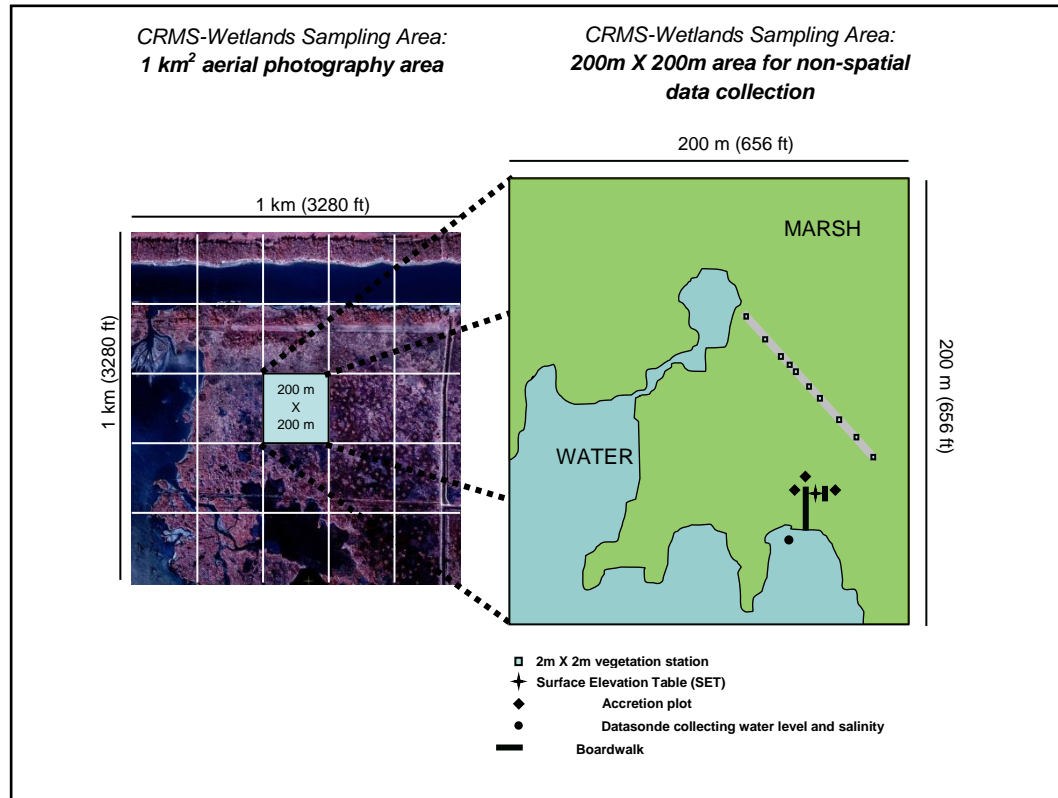 CRMS-Wetlands Sampling Area:
1 km2 aerial photography area
CRMS-Wetlands Sampling Area:
200m X 200m area for non-spatial
data collection
200 m (656 ft)
1 km (3280 ft)
1 km (3280 ft)
200 m
X
200 m
MARSH
WATER
200 m
(656 ft)
2m X 2m vegetation station
Surface Elevation Table (SET)
Accretion plot
Datasonde collecting water level and salinity
Boardwalk